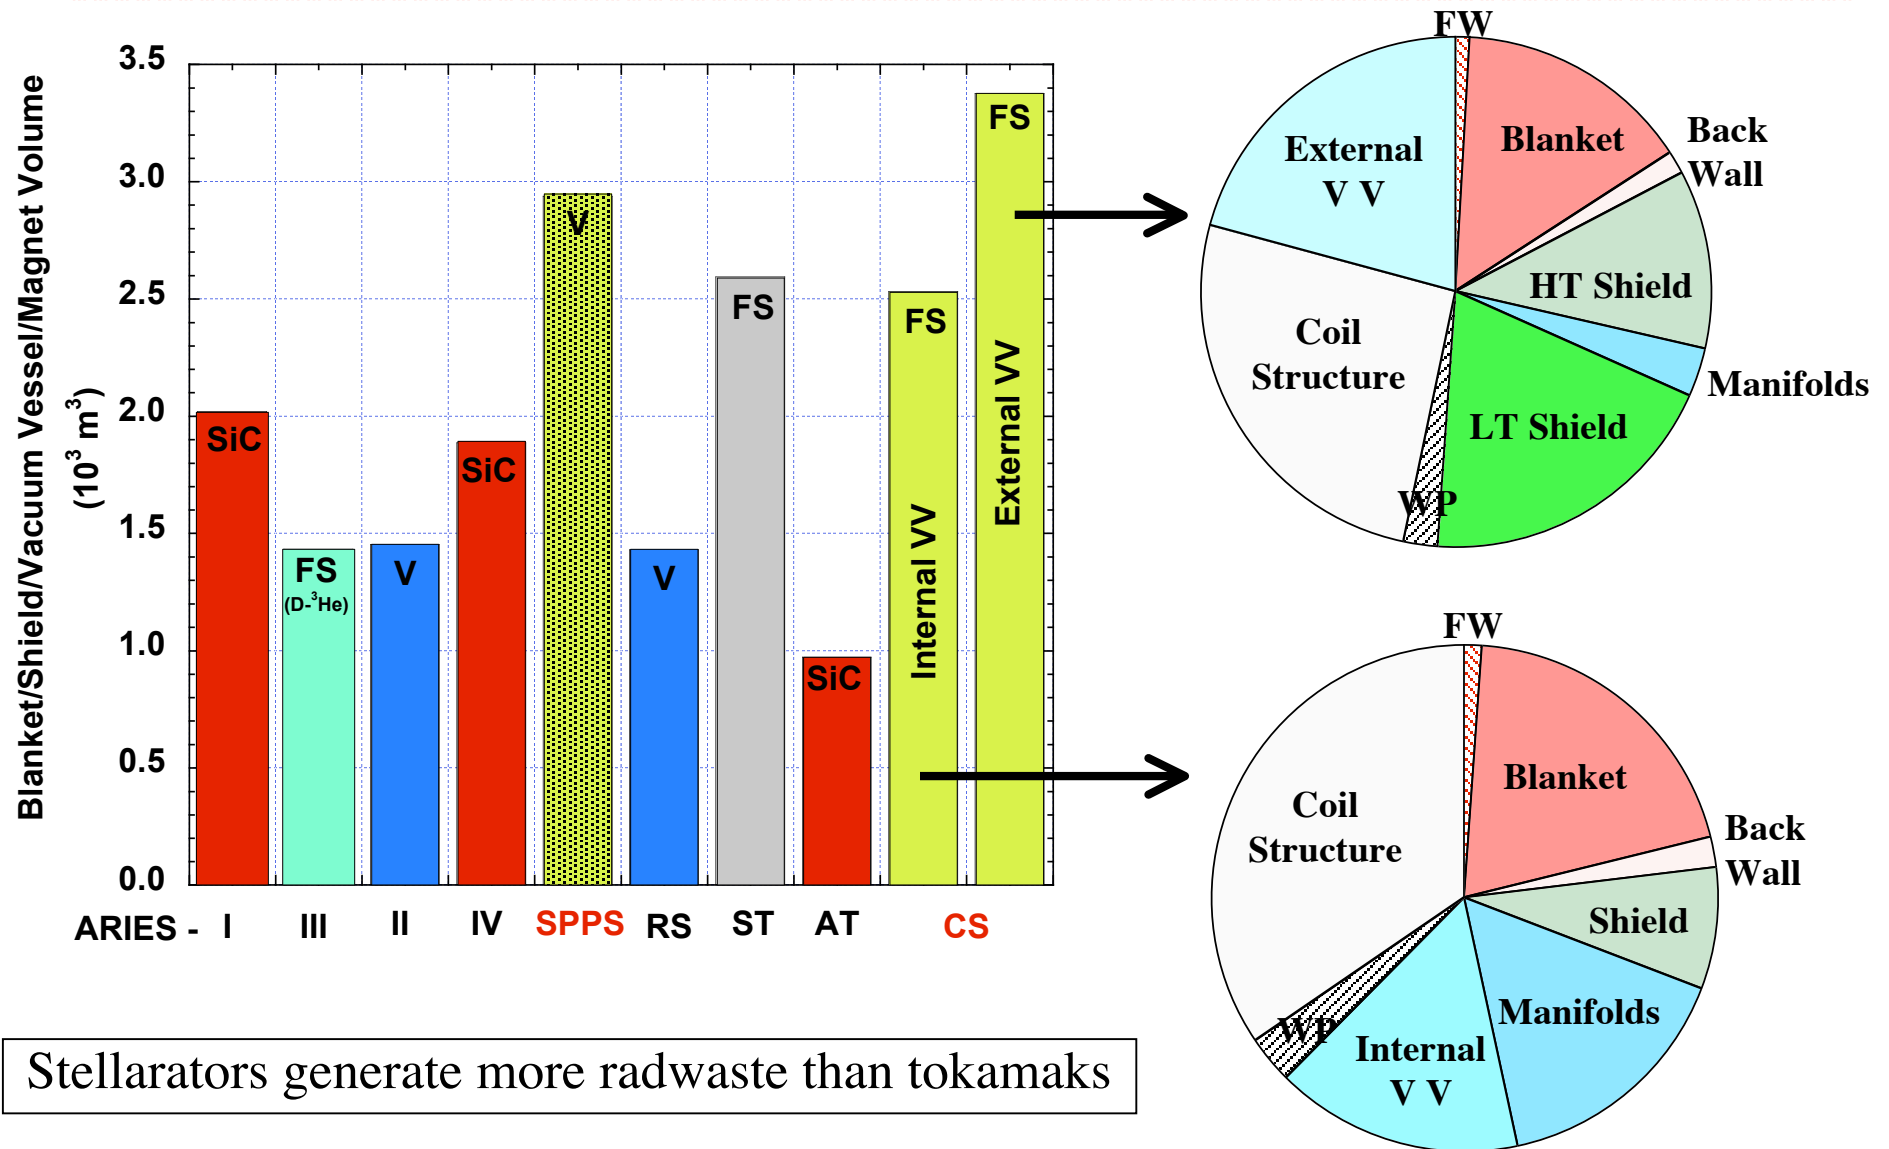 Blanket/Shield/Vacuum Vessel/Magnet Volume
(10³ m³)
3.5
3.0
2.5
2.0
1.5
1.0
0.5
0.0
SiC
FS
(D-³He)
V
SiC
V
V
FS
SiC
FS
Internal VV
FS
External VV
ARIES - I III II IV SPPS RS ST AT CS
FW
Blanket
Back
Wall
HT Shield
Manifolds
LT Shield
WP
Coil
Structure
External
V V
FW
Blanket
Back
Wall
Shield
Manifolds
Internal
V V
WP
Coil
Structure
Stellarators generate more radwaste than tokamaks